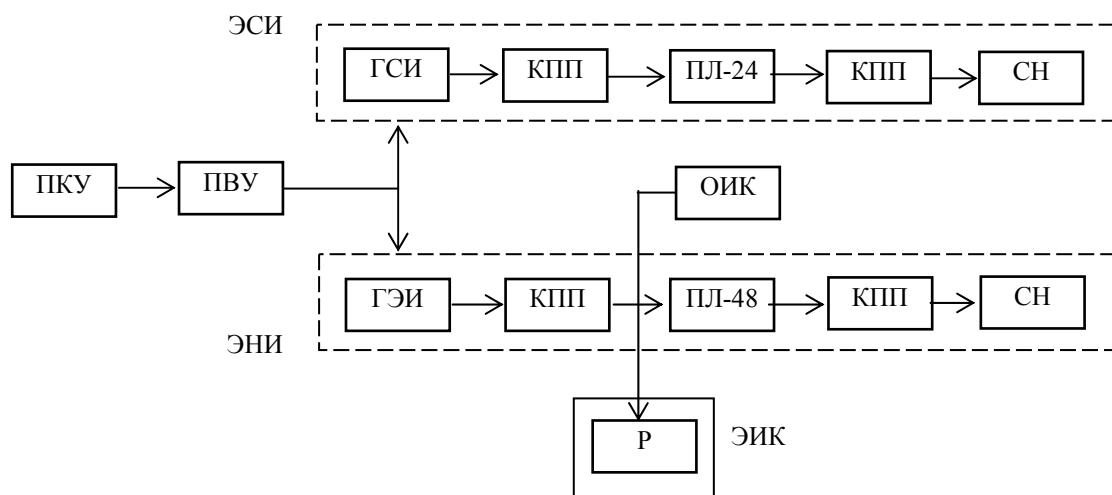 ЭСИ
ГСИ КПП ПЛ-24 КПП СН
ПКУ ПВУ ОИК
ГЭИ КПП ПЛ-48 КПП СН
ЭНИ
Р ЭИК